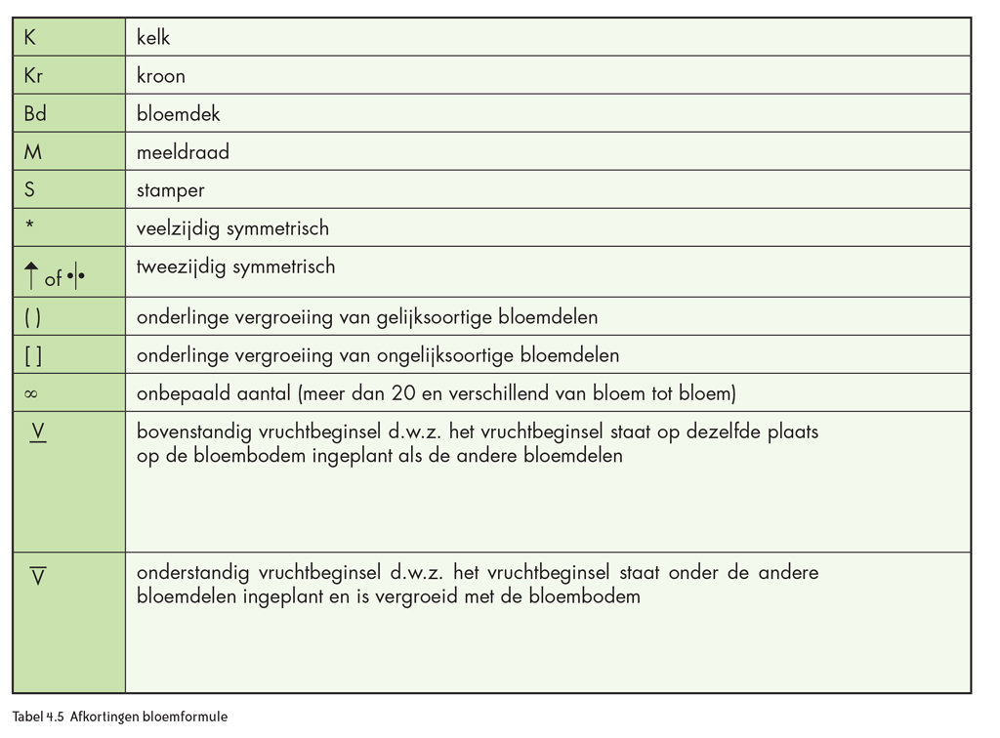 K kelk
Kr kroon
Bd bloemdek
M meeldraad
S stamper
* veelzijdig symmetrisch
↑ of •|• tweezijdig symmetrisch
( ) onderlinge vergroeiing van gelijksoortige bloemdelen
[ ] onderlinge vergroeiing van ongelijksoortige bloemdelen
∞ onbepaald aantal (meer dan 20 en verschillend van bloem tot bloem)
V̲ bovenstandig vruchtbeginsel d.w.z. het vruchtbeginsel staat op dezelfde plaats
op de bloembodem ingeplant als de andere bloemdelen
V̅ onderstandig vruchtbeginsel d.w.z. het vruchtbeginsel staat onder de andere
bloemdelen ingeplant en is vergroeid met de bloembodem
Tabel 4.5 Afkortingen bloemformule